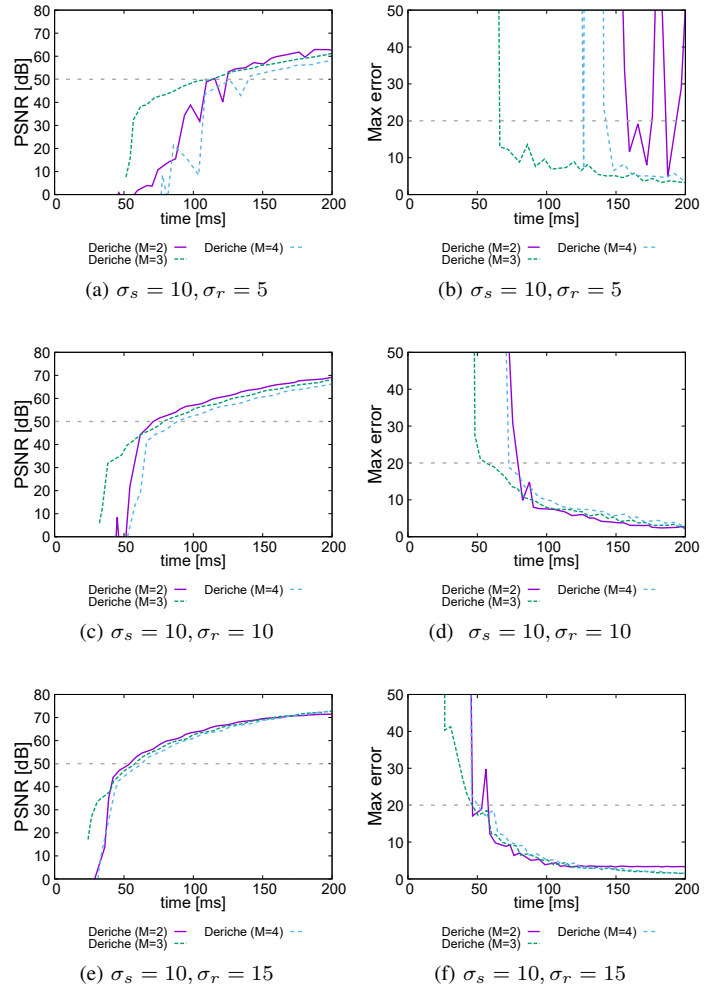 80
70
60
50
40
30
20
10
0
PSNR [dB]
0 50 100 150 200
time [ms]
Deriche (M=2) Deriche (M=4)
Deriche (M=3)
(a) σs = 10, σr = 5
50
40
30
20
10
0
Max error
0 50 100 150 200
time [ms]
Deriche (M=2) Deriche (M=4)
Deriche (M=3)
(b) σs = 10, σr = 5
80
70
60
50
40
30
20
10
0
PSNR [dB]
0 50 100 150 200
time [ms]
Deriche (M=2) Deriche (M=4)
Deriche (M=3)
(c) σs = 10, σr = 10
50
40
30
20
10
0
Max error
0 50 100 150 200
time [ms]
Deriche (M=2) Deriche (M=4)
Deriche (M=3)
(d) σs = 10, σr = 10
80
70
60
50
40
30
20
10
0
PSNR [dB]
0 50 100 150 200
time [ms]
Deriche (M=2) Deriche (M=4)
Deriche (M=3)
(e) σs = 10, σr = 15
50
40
30
20
10
0
Max error
0 50 100 150 200
time [ms]
Deriche (M=2) Deriche (M=4)
Deriche (M=3)
(f) σs = 10, σr = 15